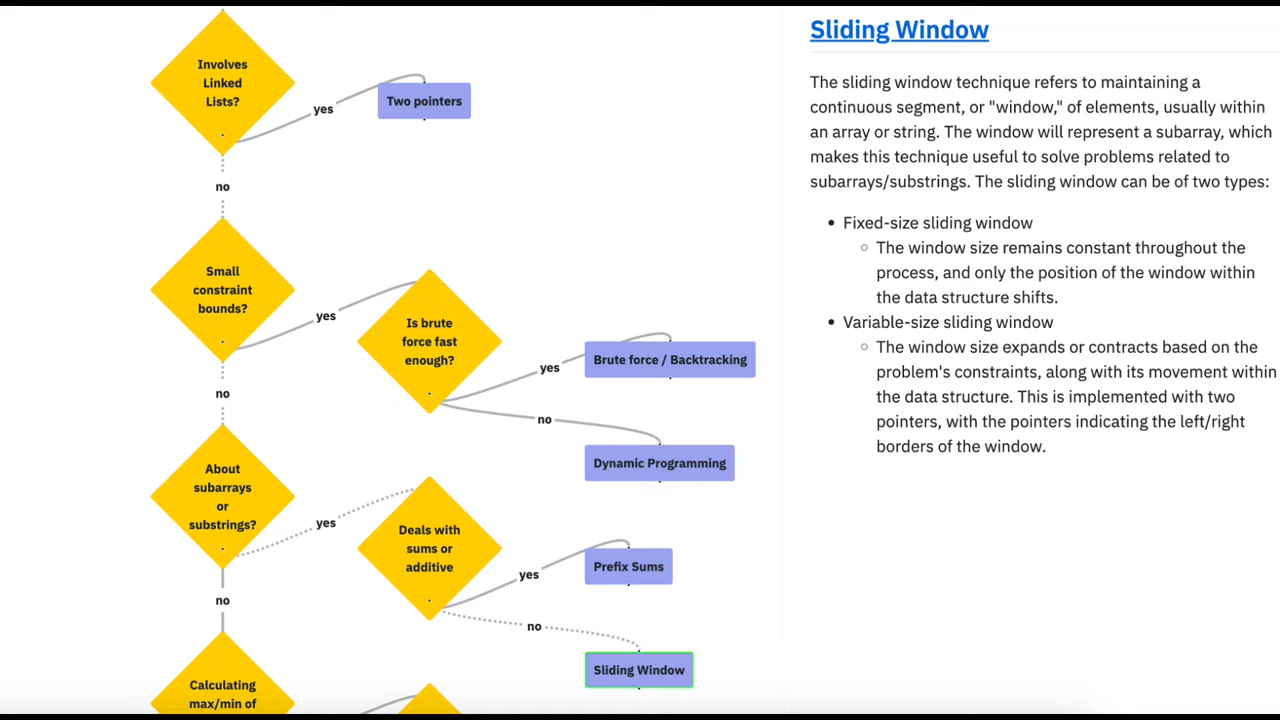 Involves
Linked
Lists?
yes
Two pointers
no
Small
constraint
bounds?
yes
Is brute
force fast
enough?
yes
Brute force / Backtracking
no
Dynamic Programming
no
About
subarrays
or
substrings?
yes
Deals with
sums or
additive
yes
Prefix Sums
no
Sliding Window
no
Calculating
max/min of
Sliding Window
The sliding window technique refers to maintaining a
continuous segment, or "window," of elements, usually within
an array or string. The window will represent a subarray, which
makes this technique useful to solve problems related to
subarrays/substrings. The sliding window can be of two types:
• Fixed-size sliding window
○ The window size remains constant throughout the
process, and only the position of the window within
the data structure shifts.
• Variable-size sliding window
○ The window size expands or contracts based on the
problem's constraints, along with its movement within
the data structure. This is implemented with two
pointers, with the pointers indicating the left/right
borders of the window.